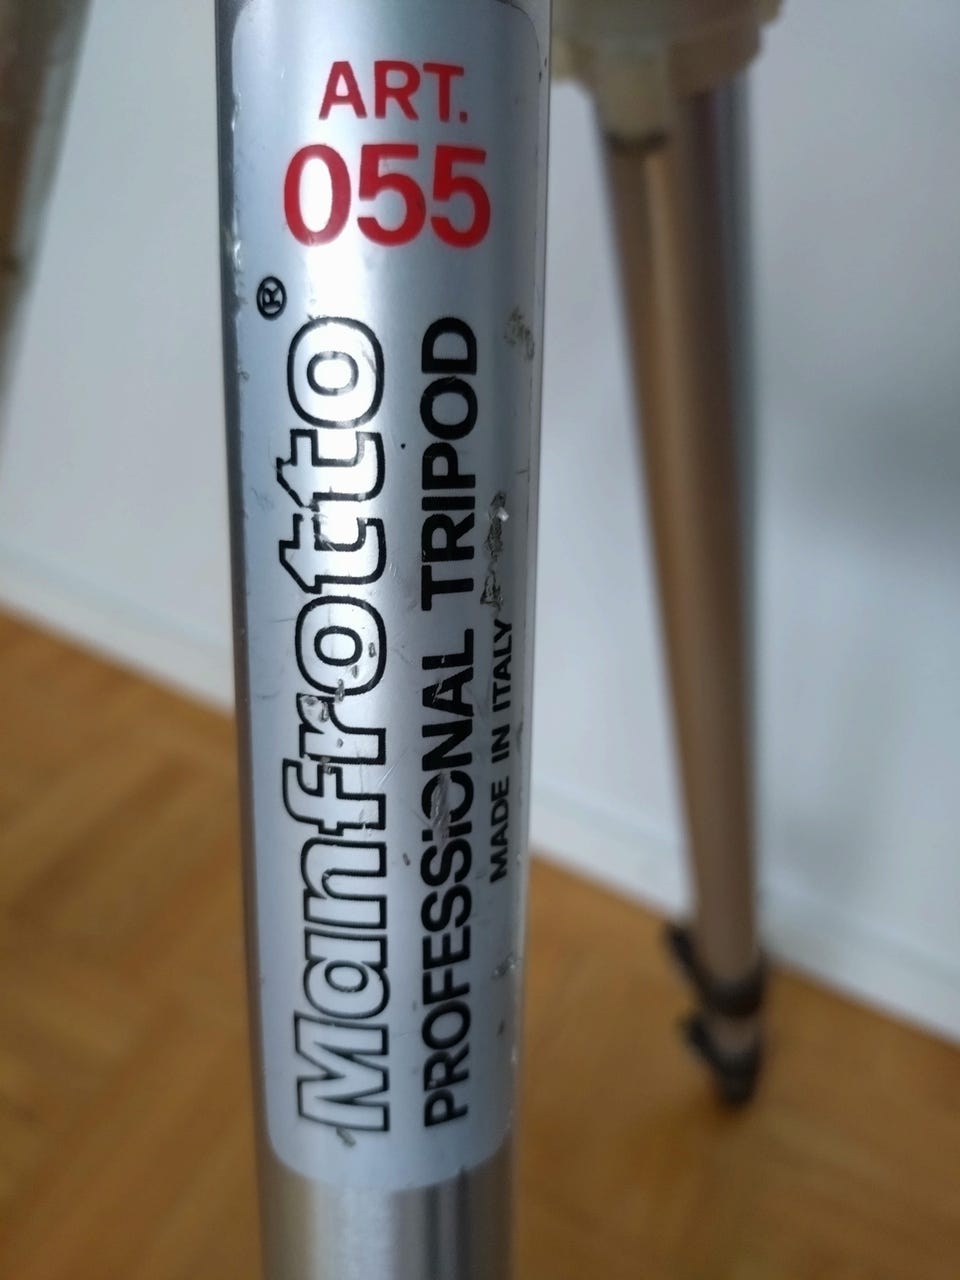 ART.
055
Manfrotto®
PROFESSIONAL TRIPOD
MADE IN ITALY